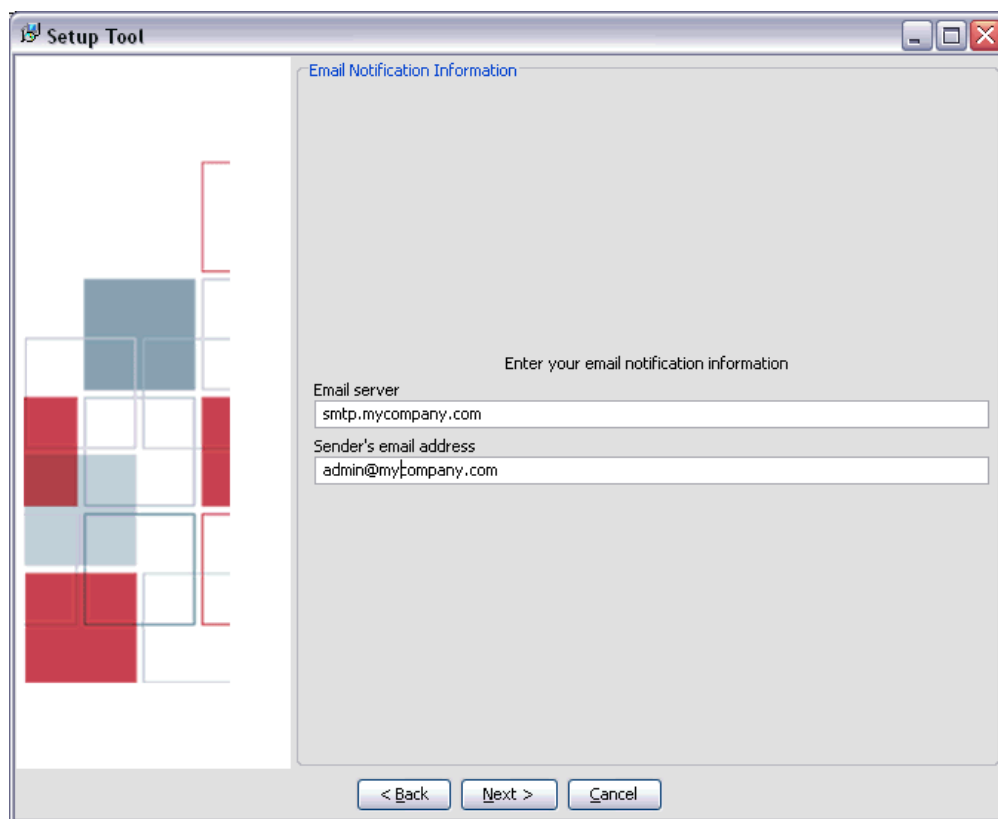 Setup Tool
Email Notification Information
Enter your email notification information
Email server
smtp.mycompany.com
Sender's email address
admin@mycompany.com
< Back Next > Cancel